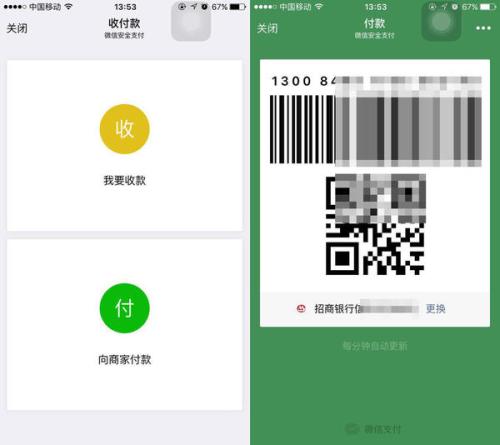 中国移动 13:53 67%
关闭 收付款
微信安全支付
收
我要收款
付
向商家付款
中国移动 13:53 67%
关闭 付款
微信安全支付
1300 84
招商银行信 更换
每分钟自动更新
微信支付